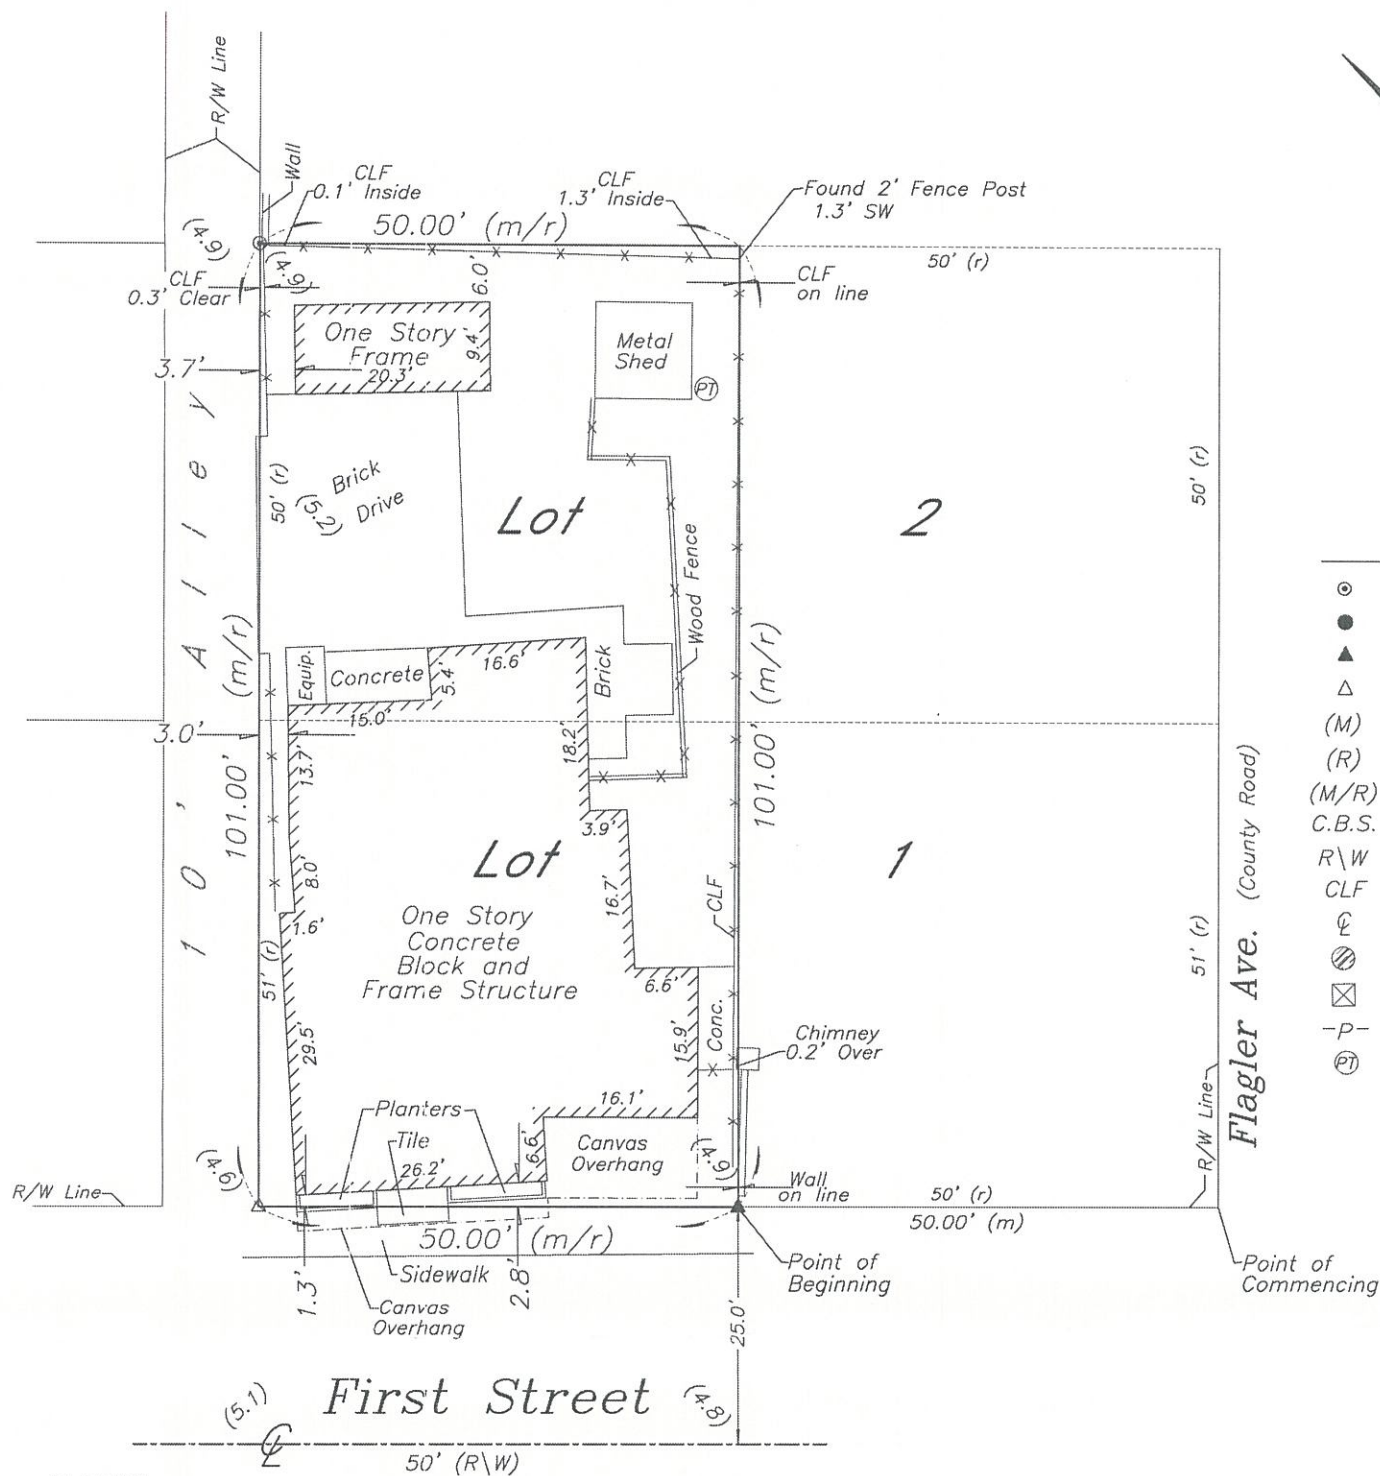 R/W Line
Wall
CLF
0.1' Inside
CLF
1.3' Inside
Found 2' Fence Post
1.3' SW
50.00' (m/r)
(4.9)
(4.9)
50' (r)
CLF
0.3' Clear
6.0'
CLF
on line
One Story
Frame
9.4'
20.3'
Metal
Shed
PT
3.7'
50' (r)
(5.2)
Brick
Drive
Lot
2
50' (r)
Wood Fence
10' Alley
101.00' (m/r)
Equip.
Concrete
5.4'
16.6'
Brick
15.0'
3.0'
13.7'
18.2'
101.00' (m/r)
3.9'
8.0'
Lot
1
16.7'
CLF
1.6'
One Story
Concrete
Block and
Frame Structure
51' (r)
6.6'
51' (r)
Flagler Ave. (County Road)
29.5'
15.9'
Conc.
Chimney
0.2' Over
16.1'
Planters
Tile
26.2'
6.6'
Canvas
Overhang
(4.9)
(4.9)
R/W Line
Wall
on line
50' (r)
50.00' (m)
R/W Line
50.00' (m/r)
Sidewalk
1.3'
2.8'
Canvas
Overhang
25.0'
Point of
Beginning
Point of
Commencing
(5.1)
First Street
(4.8)
℄
50' (R\W)
(M)
(R)
(M/R)
C.B.S.
R\W
CLF
℄
-P-
PT